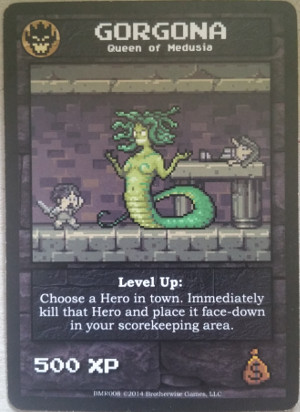 GORGONA
Queen of Medusia
Level Up:
Choose a Hero in town. Immediately
kill that Hero and place it face-down
in your scorekeeping area.
500 XP
BMB008 ©2014 Brotherwise Games, LLC